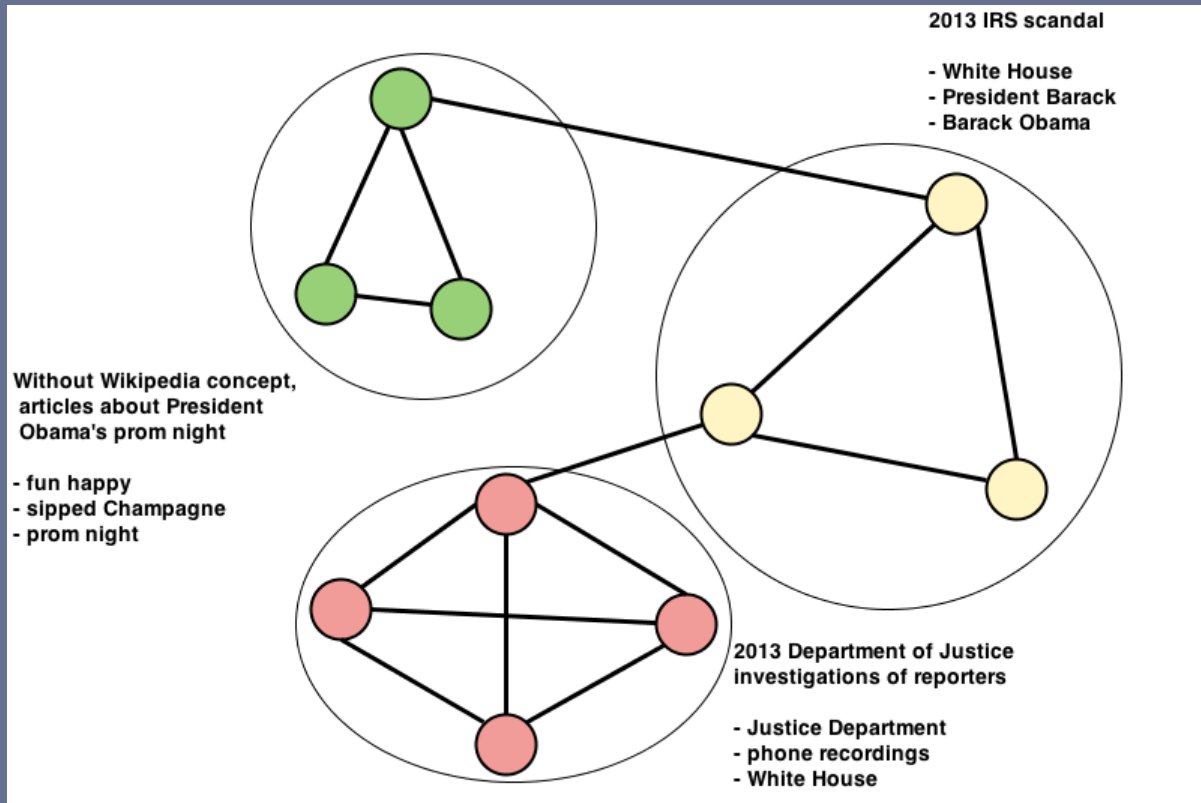 2013 IRS scandal
- White House
- President Barack
- Barack Obama
Without Wikipedia concept,
articles about President
Obama's prom night
- fun happy
- sipped Champagne
- prom night
2013 Department of Justice
investigations of reporters
- Justice Department
- phone recordings
- White House